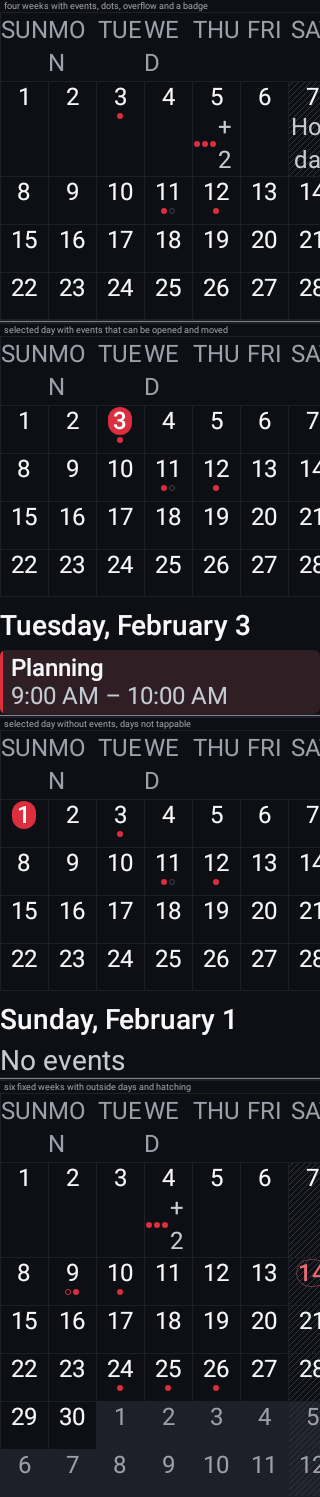 four weeks with events, dots, overflow and a badge
SUN MO TUE WE THU FRI SA
N D
1 2 3 4 5 6 7
+ Ho
2 da
8 9 10 11 12 13 14
15 16 17 18 19 20 21
22 23 24 25 26 27 28
selected day with events that can be opened and moved
SUN MO TUE WE THU FRI SA
N D
1 2 3 4 5 6 7
8 9 10 11 12 13 14
15 16 17 18 19 20 21
22 23 24 25 26 27 28
Tuesday, February 3
Planning
9:00 AM – 10:00 AM
selected day without events, days not tappable
SUN MO TUE WE THU FRI SA
N D
1 2 3 4 5 6 7
8 9 10 11 12 13 14
15 16 17 18 19 20 21
22 23 24 25 26 27 28
Sunday, February 1
No events
six fixed weeks with outside days and hatching
SUN MO TUE WE THU FRI SA
N D
1 2 3 4 5 6 7
+
2
8 9 10 11 12 13 14
15 16 17 18 19 20 21
22 23 24 25 26 27 28
29 30 1 2 3 4 5
6 7 8 9 10 11 12